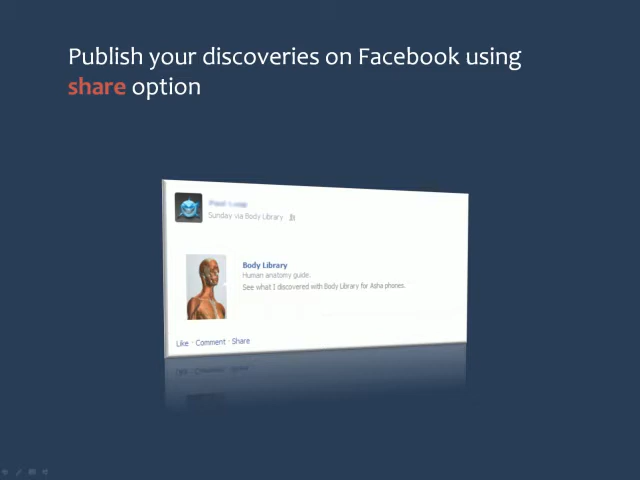 Publish your discoveries on Facebook using
share option
Sunday via Body Library
Body Library
Human anatomy guide.
See what I discovered with Body Library for Asha phones.
Like · Comment · Share